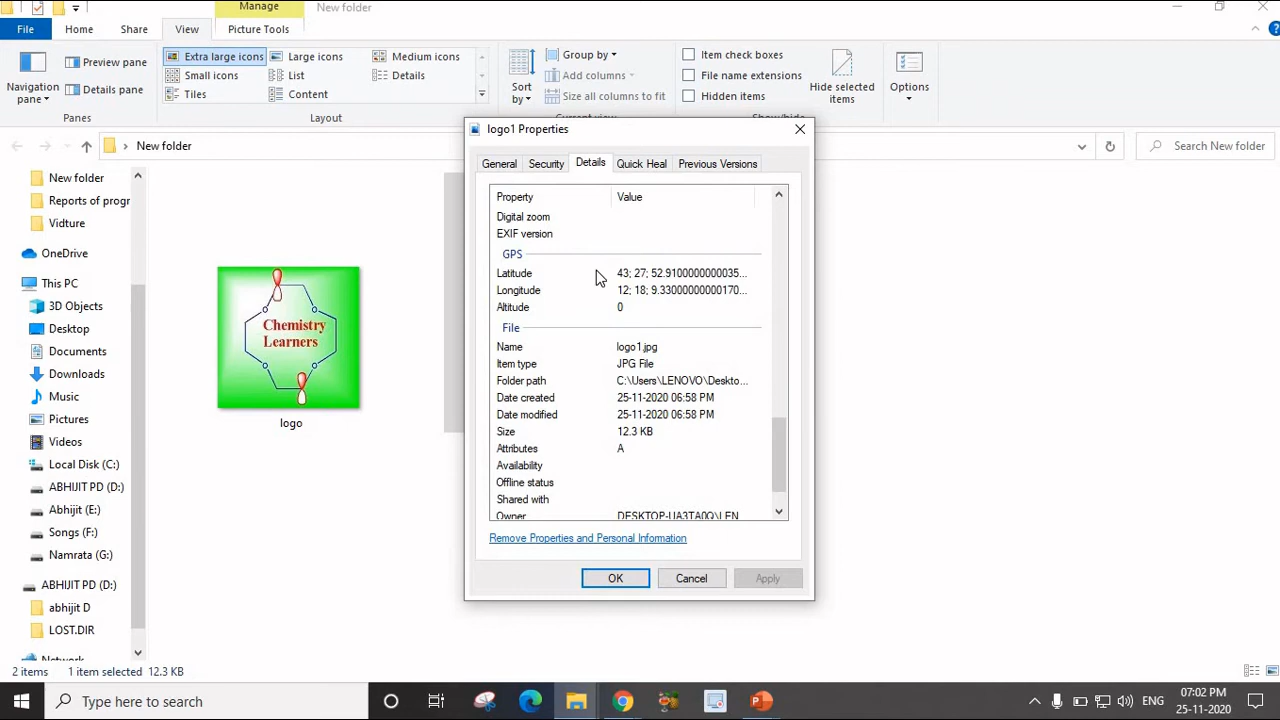 Manage
New folder
File
Home
Share
View
Picture Tools
Navigation pane
Preview pane
Details pane
Panes
Extra large icons
Large icons
Medium icons
Small icons
List
Details
Tiles
Content
Layout
Sort by
Group by
Add columns
Size all columns to fit
Current view
Item check boxes
File name extensions
Hidden items
Show/hide
Hide selected items
Options
New folder
Search New folder
New folder
Reports of progr
Vidture
OneDrive
This PC
3D Objects
Desktop
Documents
Downloads
Music
Pictures
Videos
Local Disk (C:)
ABHIJIT PD (D:)
Abhijit (E:)
Songs (F:)
Namrata (G:)
ABHIJIT PD (D:)
abhijit D
LOST.DIR
Network
Chemistry
Learners
logo
logo1 Properties
General
Security
Details
Quick Heal
Previous Versions
Property Value
Digital zoom
EXIF version
GPS
Latitude 43; 27; 52.9100000000035...
Longitude 12; 18; 9.33000000000170...
Altitude 0
File
Name logo1.jpg
Item type JPG File
Folder path C:\Users\LENOVO\Deskto...
Date created 25-11-2020 06:58 PM
Date modified 25-11-2020 06:58 PM
Size 12.3 KB
Attributes A
Availability
Offline status
Shared with
Owner DESKTOP-UA3TA0Q\LEN
Remove Properties and Personal Information
OK
Cancel
Apply
2 items 1 item selected 12.3 KB
Type here to search
ENG
07:02 PM
25-11-2020